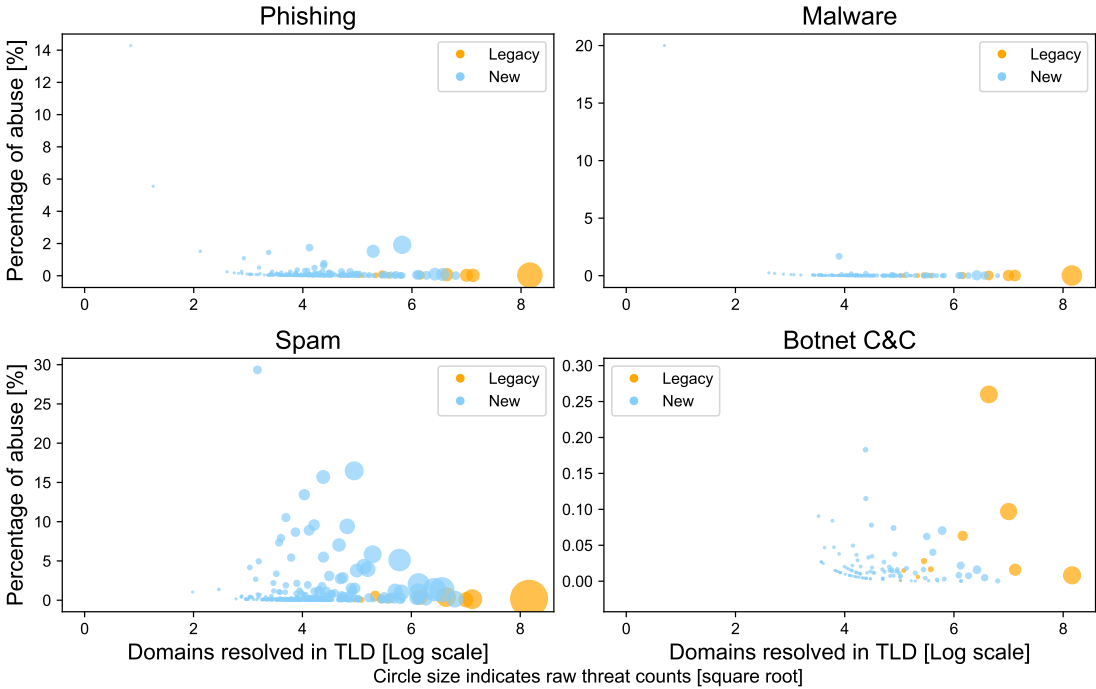 Phishing
Percentage of abuse [%]
14
12
10
8
6
4
2
0
0 2 4 6 8
Legacy
New
Malware
20
15
10
5
0
0 2 4 6 8
Legacy
New
Spam
Percentage of abuse [%]
30
25
20
15
10
5
0
0 2 4 6 8
Domains resolved in TLD [Log scale]
Legacy
New
Botnet C&C
0.30
0.25
0.20
0.15
0.10
0.05
0.00
0 2 4 6 8
Domains resolved in TLD [Log scale]
Legacy
New
Circle size indicates raw threat counts [square root]